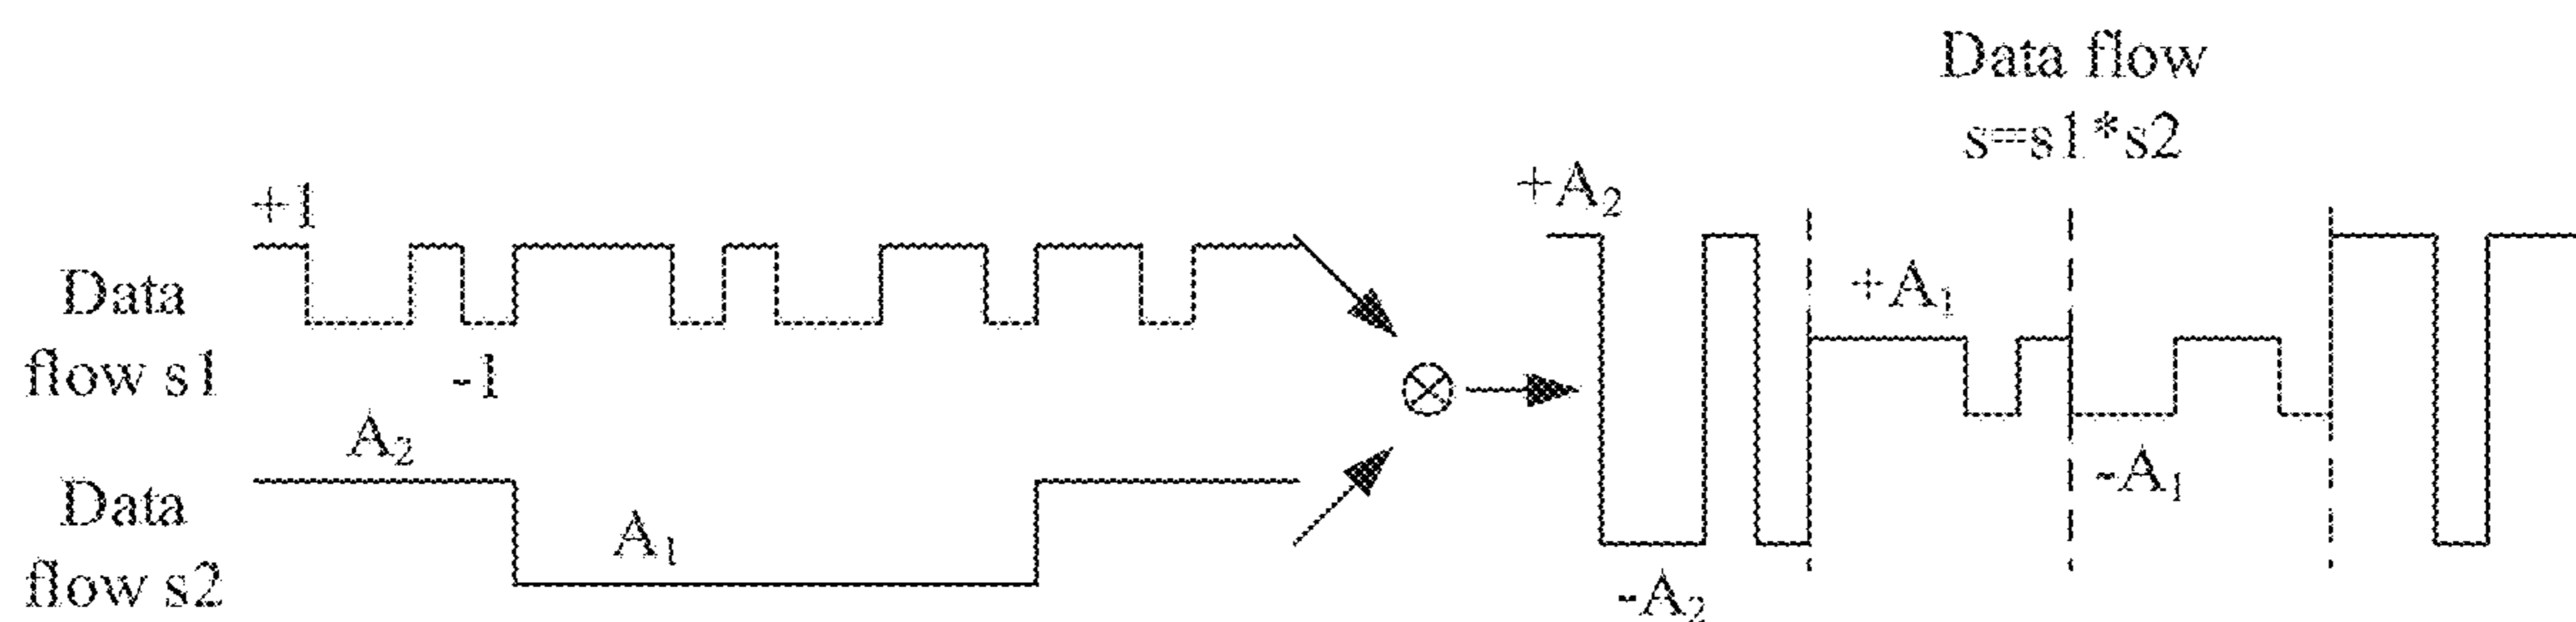 Data flow
s=s1*s2
+1
Data
flow s1
-1
A₂
Data
flow s2
A₁
+A₂
-A₂
+A₁
-A₁